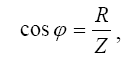 cos φ = R/Z ,